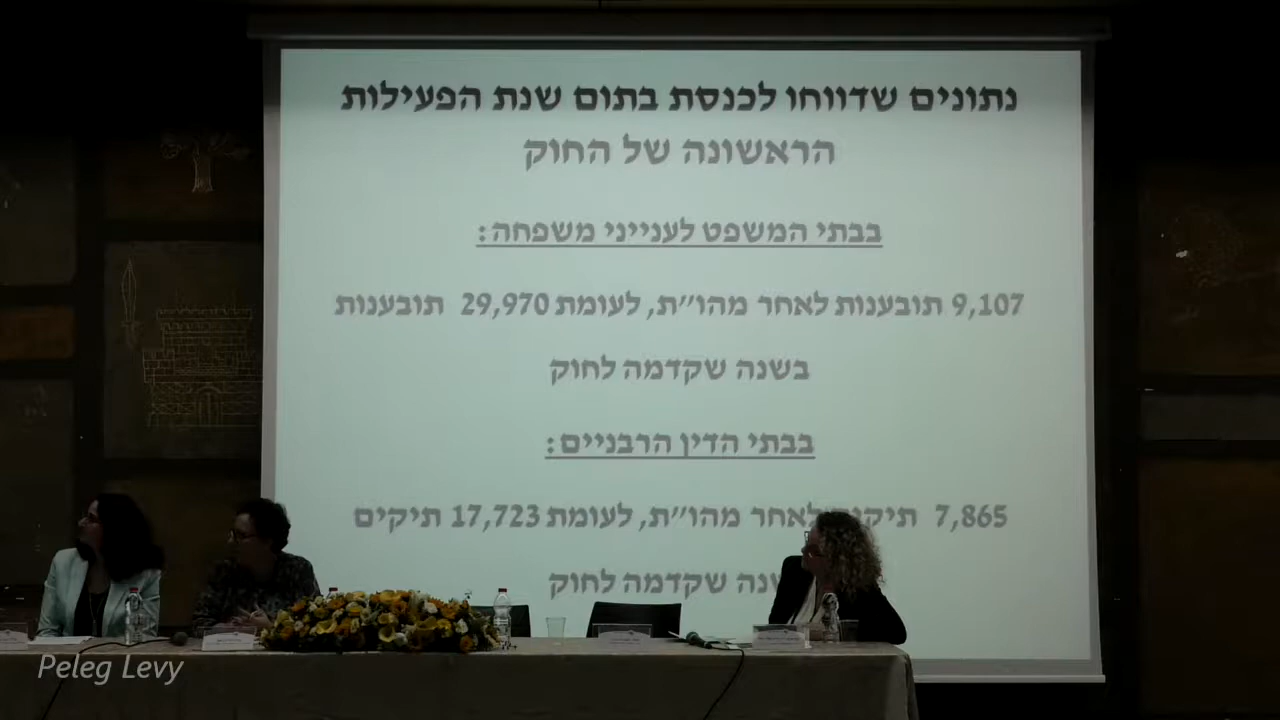 נתונים שדווחו לכנסת בתום שנת הפעילות
הראשונה של החוק
בבתי המשפט לענייני משפחה:
9,107 תובענות לאחר מהו״ת, לעומת 29,970 תובענות
בשנה שקדמה לחוק
בבתי הדין הרבניים:
7,865 לאחר מהו״ת, לעומת 17,723 תיקים
שקדמה לחוק
Peleg Levy